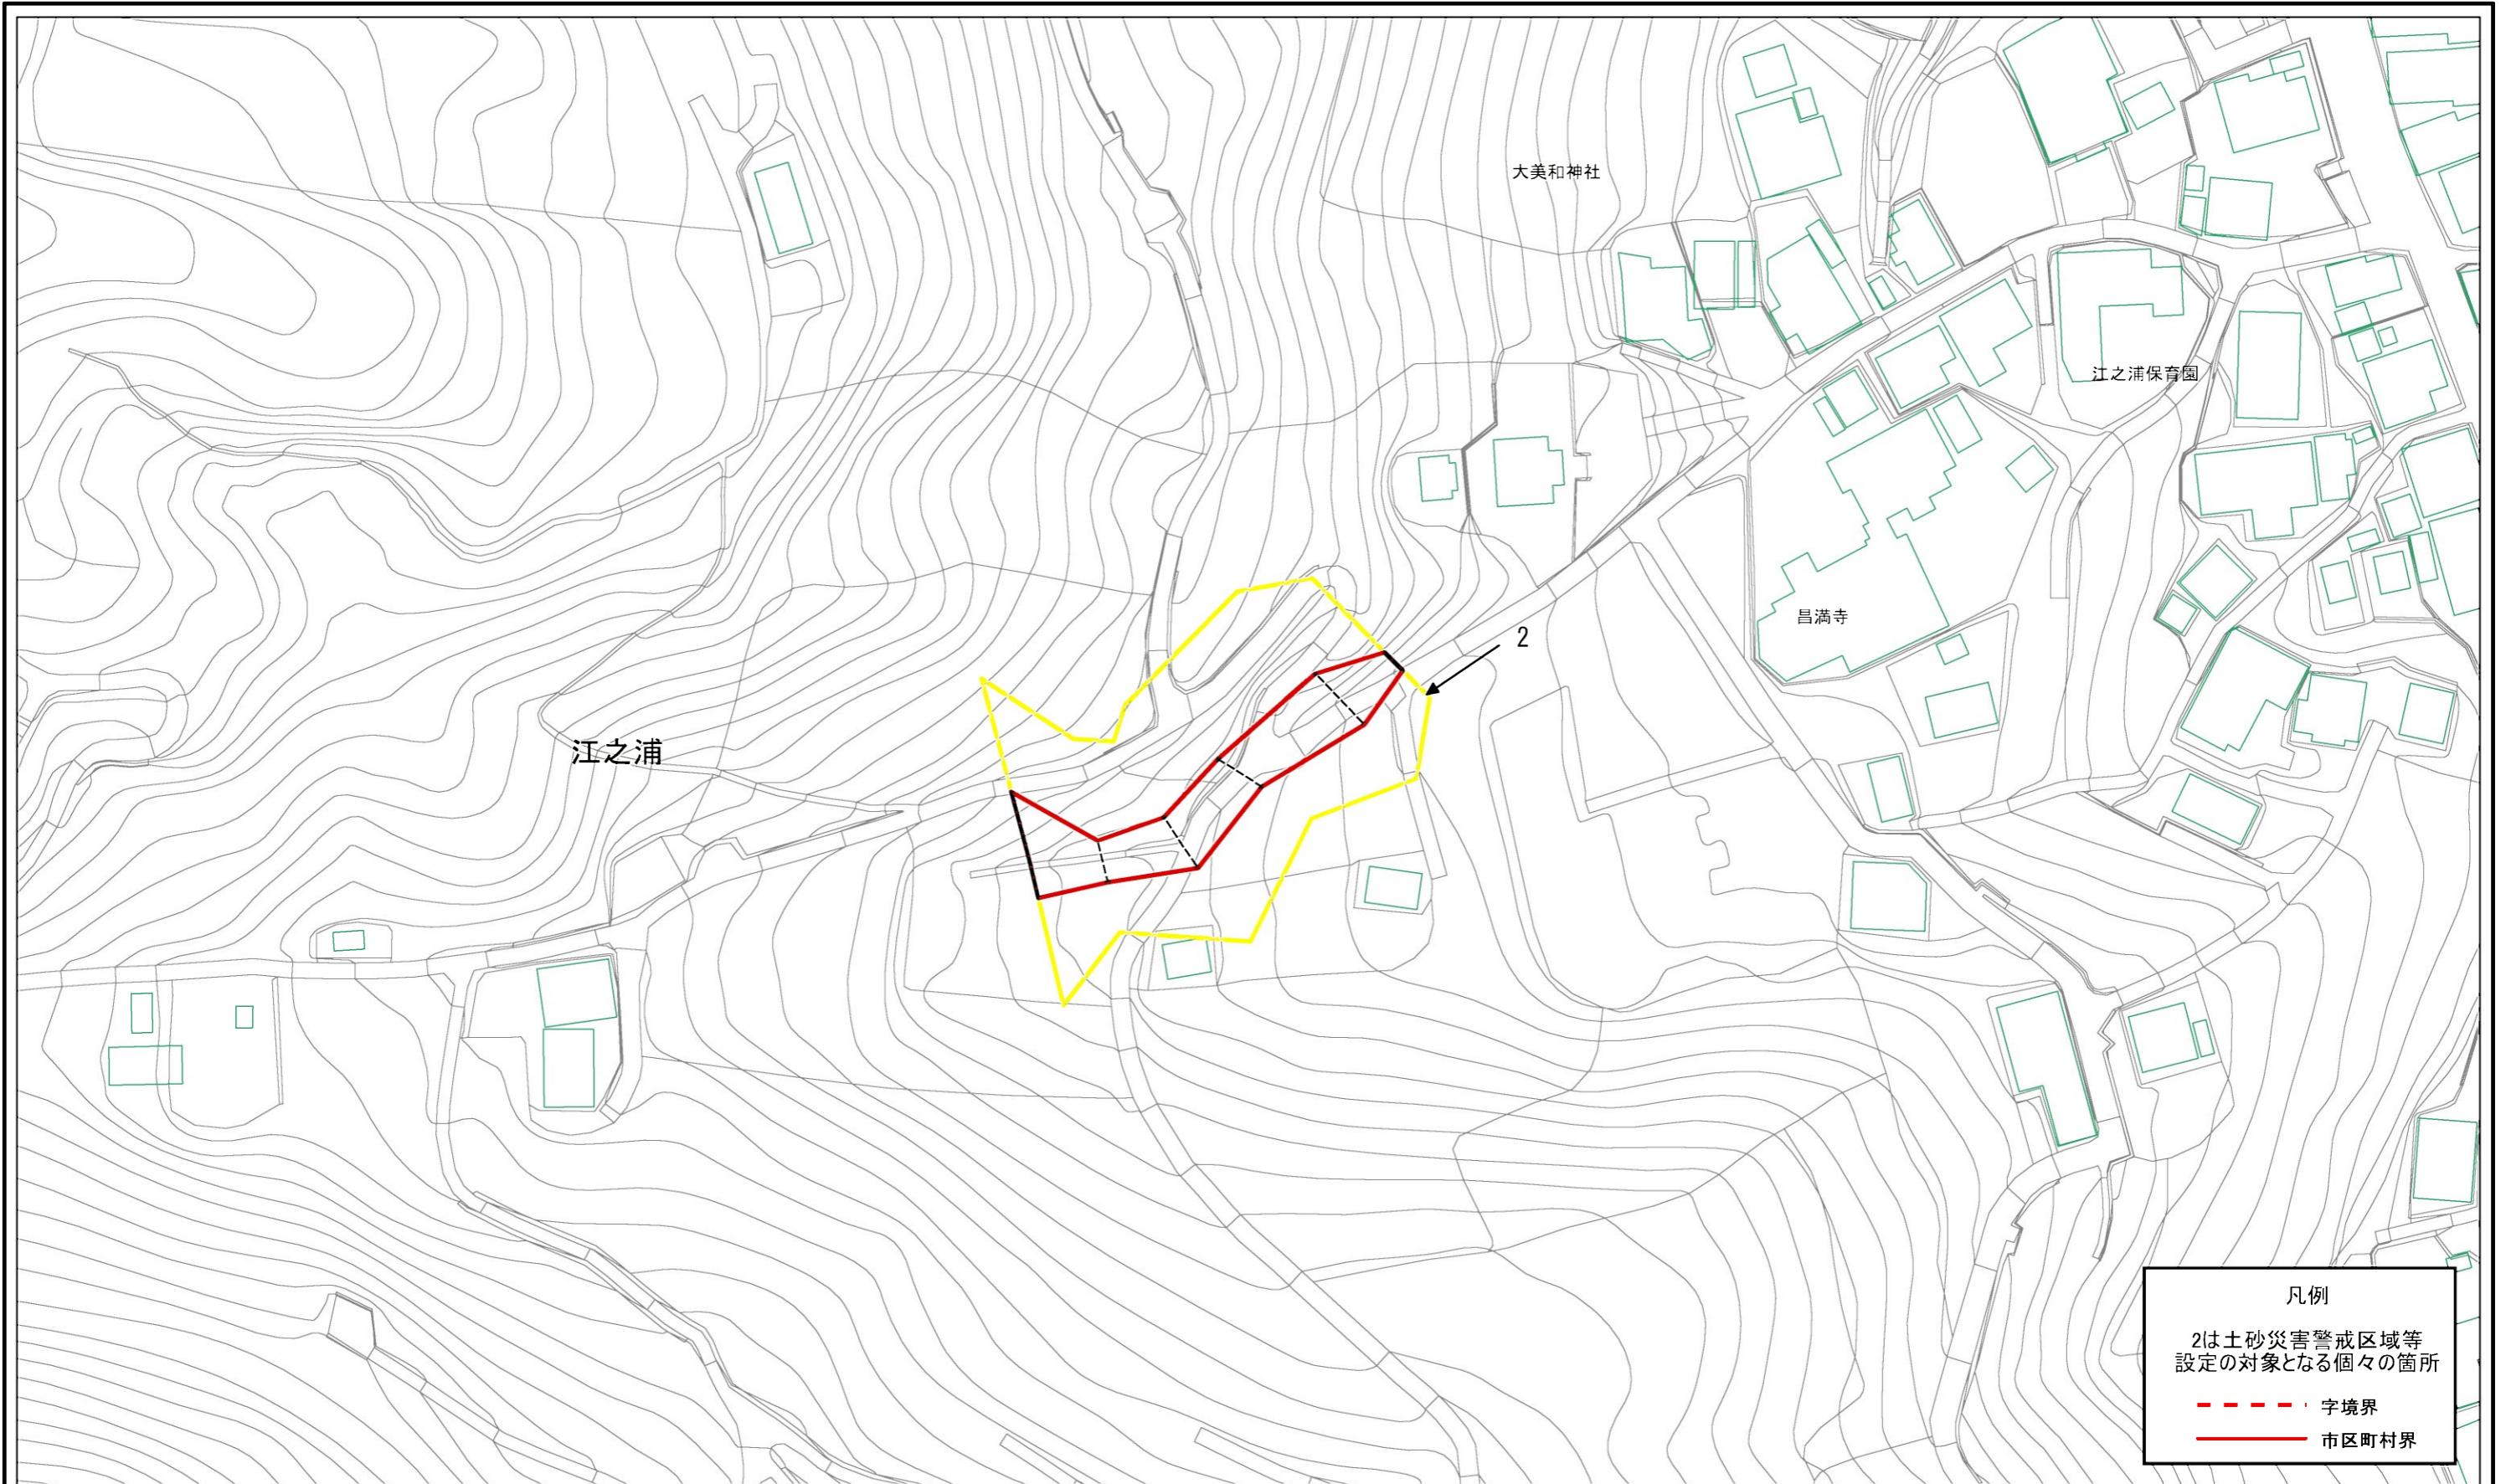 大美和神社
江之浦保育園
昌満寺
2
江之浦
凡例
2は土砂災害警戒区域等
設定の対象となる個々の箇所
字境界
市区町村界